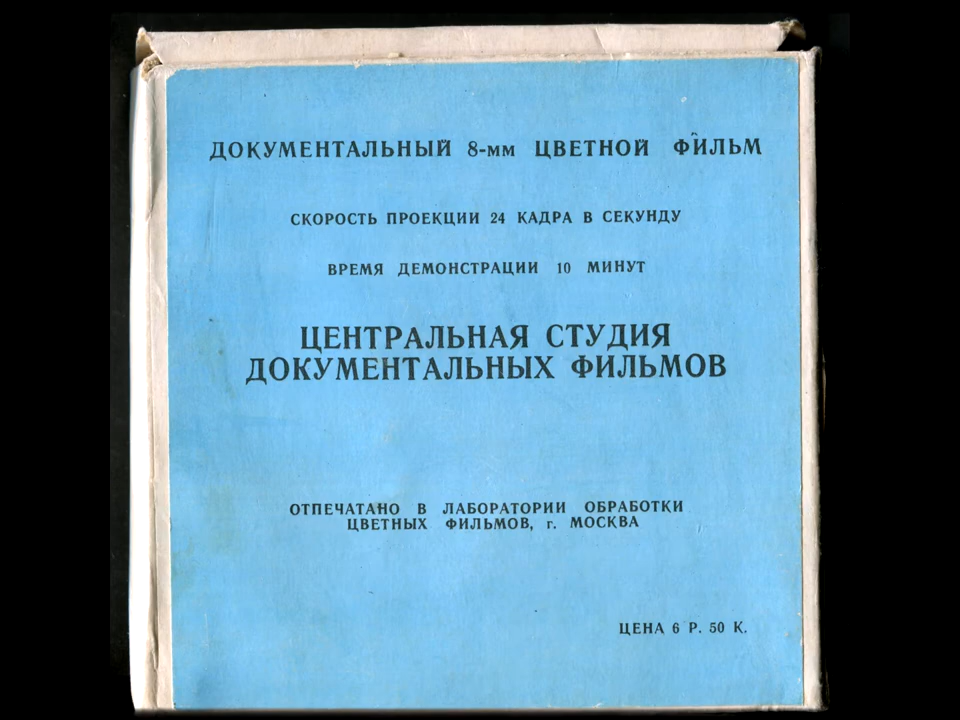 ДОКУМЕНТАЛЬНЫЙ 8-мм ЦВЕТНОЙ ФИЛЬМ
СКОРОСТЬ ПРОЕКЦИИ 24 КАДРА В СЕКУНДУ
ВРЕМЯ ДЕМОНСТРАЦИИ 10 МИНУТ
ЦЕНТРАЛЬНАЯ СТУДИЯ
ДОКУМЕНТАЛЬНЫХ ФИЛЬМОВ
ОТПЕЧАТАНО В ЛАБОРАТОРИИ ОБРАБОТКИ
ЦВЕТНЫХ ФИЛЬМОВ, г. МОСКВА
ЦЕНА 6 Р. 50 К.